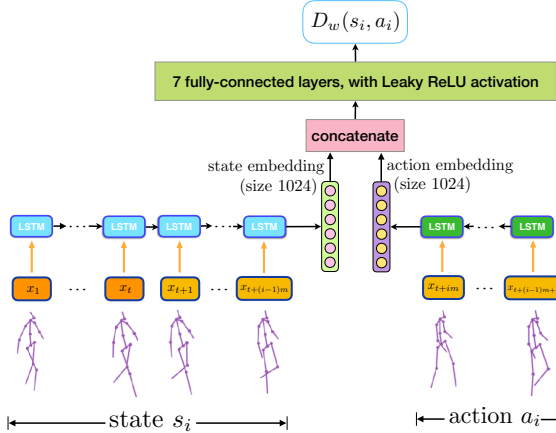 D_w(s_i, a_i)
7 fully-connected layers, with Leaky ReLU activation
concatenate
state embedding
(size 1024)
action embedding
(size 1024)
LSTM ... LSTM LSTM ... LSTM LSTM ... LSTM
x_1 ... x_t x_{t+1} ... x_{t+(i-1)m} x_{t+im} ... x_{t+(i-1)m+
state s_i
action a_i